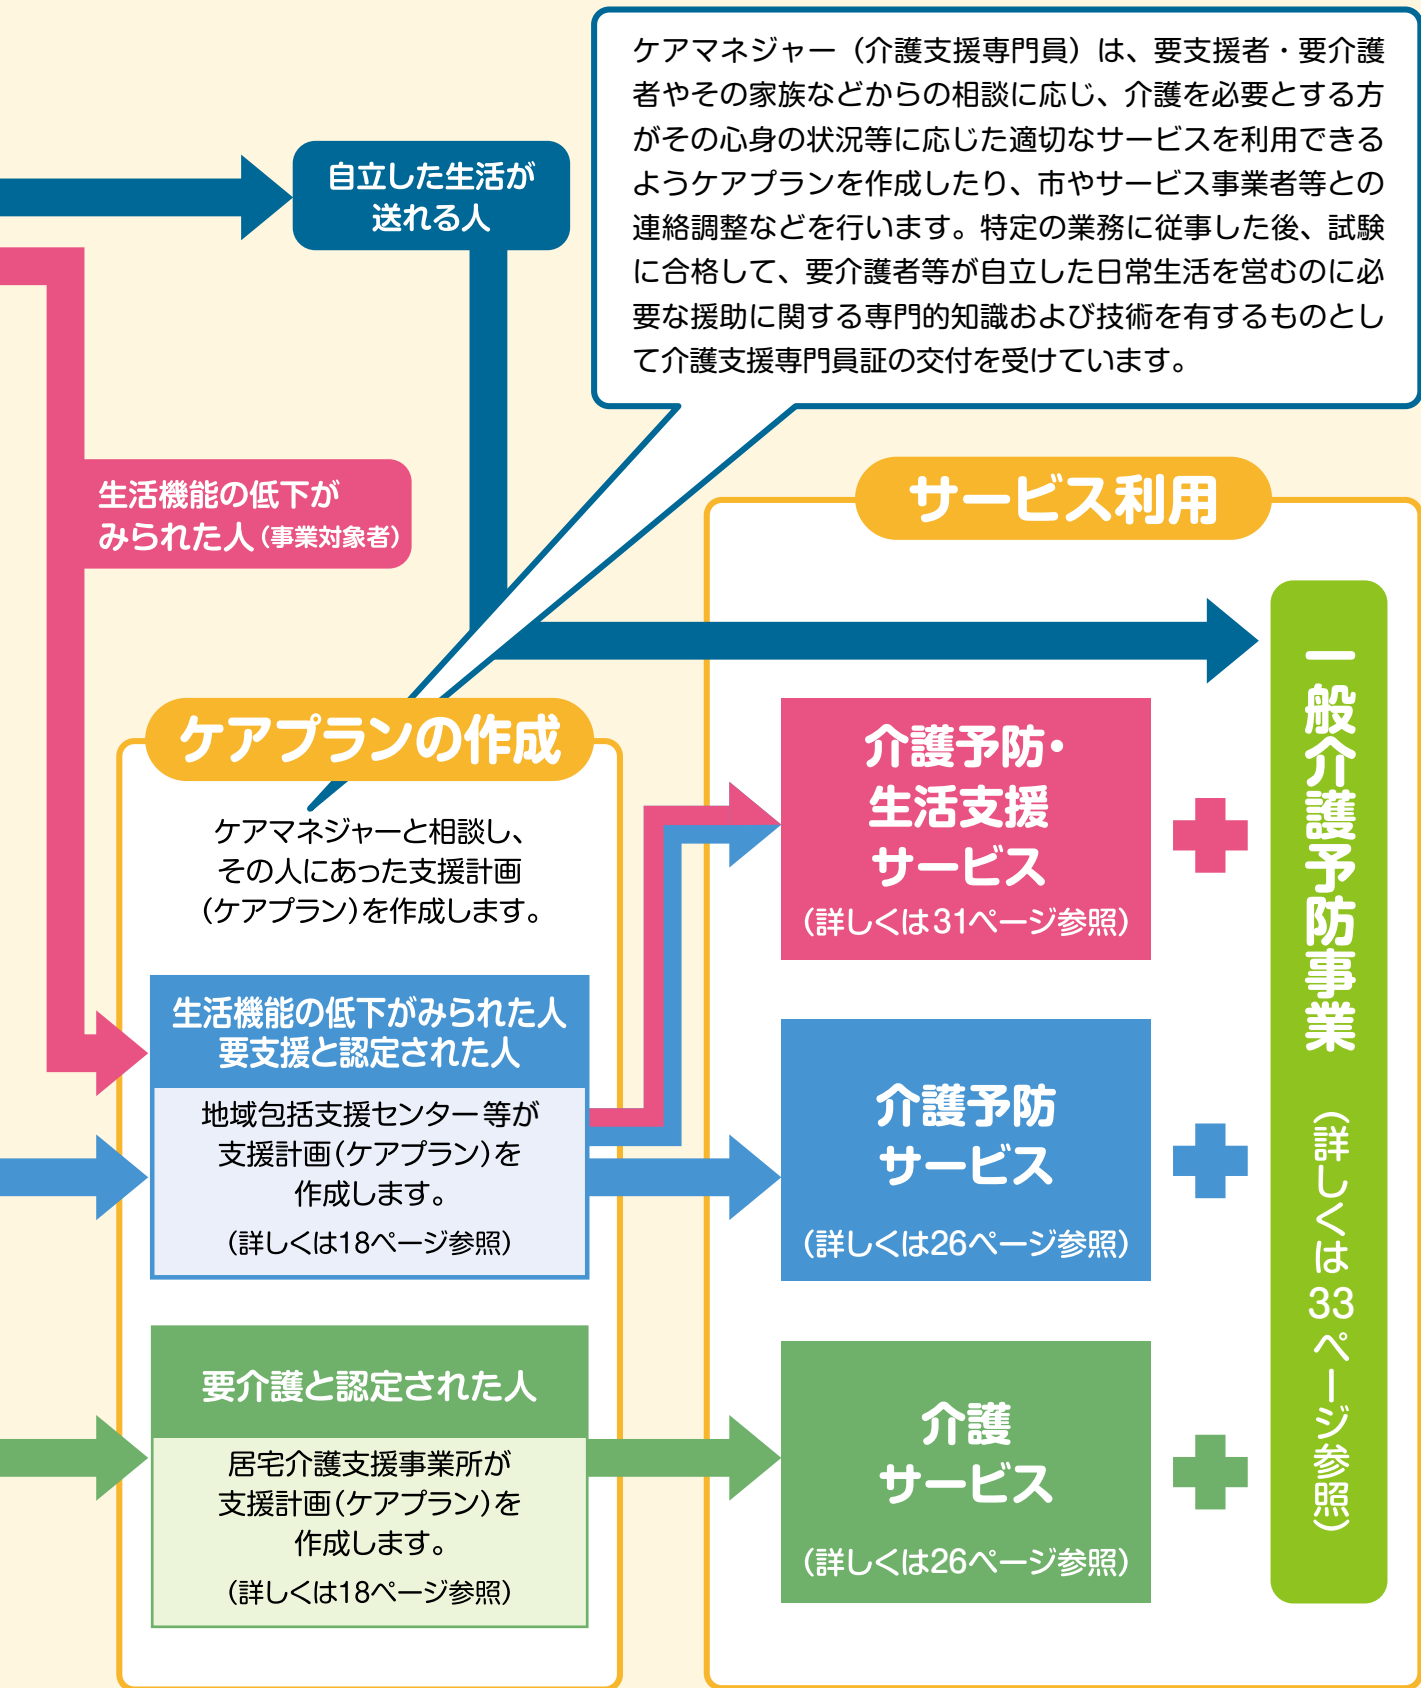 ケアマネジャー（介護支援専門員）は、要支援者・要介護
者やその家族などからの相談に応じ、介護を必要とする方
がその心身の状況等に応じた適切なサービスを利用できる
ようケアプランを作成したり、市やサービス事業者等との
連絡調整などを行います。特定の業務に従事した後、試験
に合格して、要介護者等が自立した日常生活を営むのに必
要な援助に関する専門的知識および技術を有するものとし
て介護支援専門員証の交付を受けています。
自立した生活が
送れる人
生活機能の低下が
みられた人（事業対象者）
ケアプランの作成
ケアマネジャーと相談し、
その人にあった支援計画
（ケアプラン）を作成します。
生活機能の低下がみられた人
要支援と認定された人
地域包括支援センター等が
支援計画（ケアプラン）を
作成します。
（詳しくは18ページ参照）
要介護と認定された人
居宅介護支援事業所が
支援計画（ケアプラン）を
作成します。
（詳しくは18ページ参照）
サービス利用
介護予防・
生活支援
サービス
（詳しくは31ページ参照）
介護予防
サービス
（詳しくは26ページ参照）
介護
サービス
（詳しくは26ページ参照）
一般介護予防事業（詳しくは33ページ参照）